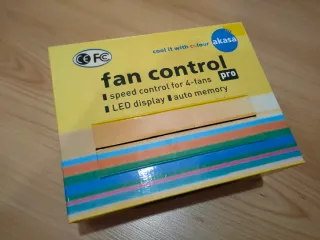 cool it with colour
akasa
CE FC
fan control
pro
speed control for 4-fans
LED display auto memory